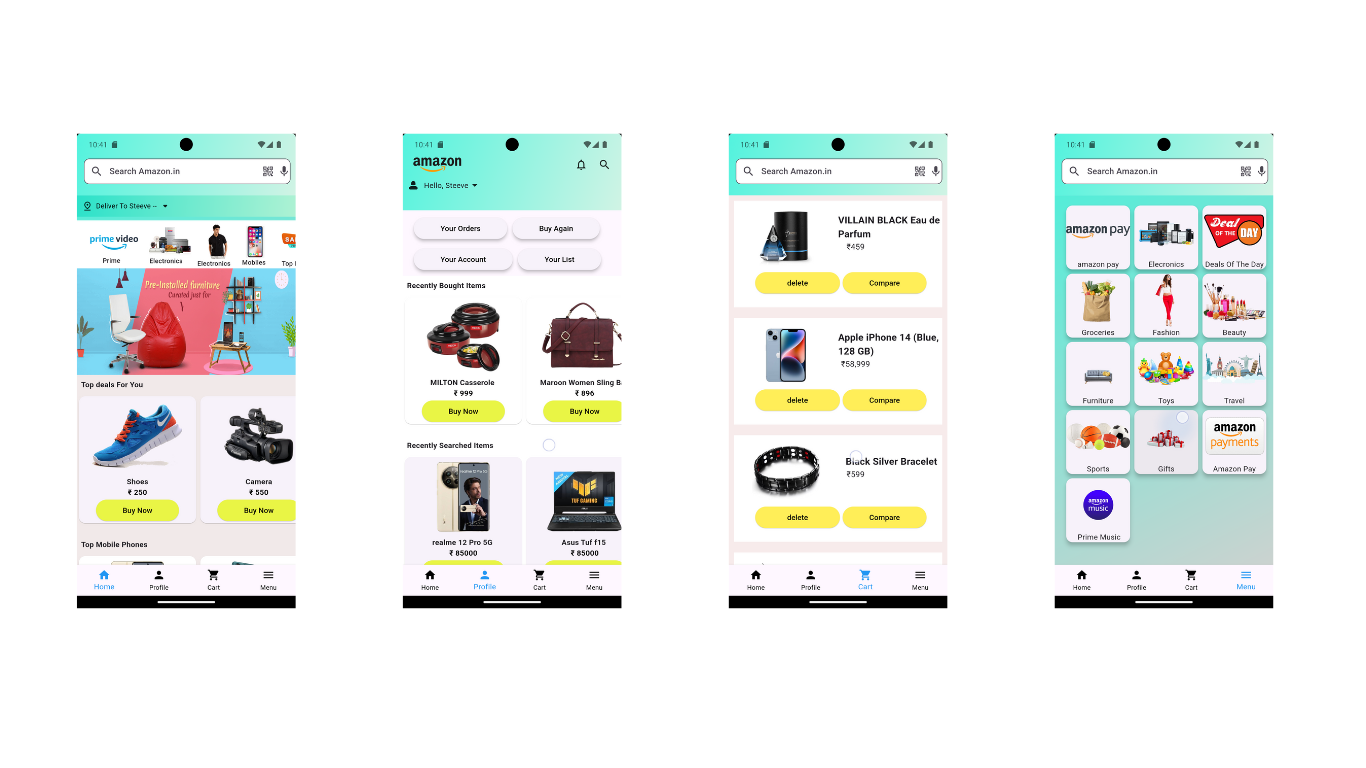 10:41
Search Amazon.in
Deliver To Steeve --
prime video
Prime
Electronics
Electronics
Mobiles
Top
Pre-Installed furniture
Curated just for
Top deals For You
Shoes
₹ 250
Buy Now
Camera
₹ 550
Buy Now
Top Mobile Phones
Home
Profile
Cart
Menu
10:41
amazon
Hello, Steeve
Your Orders
Buy Again
Your Account
Your List
Recently Bought Items
MILTON Casserole
₹ 999
Buy Now
Maroon Women Sling B
₹ 896
Buy Now
Recently Searched Items
realme 12 Pro 5G
realme 12 Pro 5G
₹ 85000
TUF GAMING
Asus Tuf f15
₹ 85000
Home
Profile
Cart
Menu
10:41
Search Amazon.in
VILLAIN BLACK Eau de
Parfum
₹459
delete
Compare
Apple iPhone 14 (Blue,
128 GB)
₹58,999
delete
Compare
Black Silver Bracelet
₹599
delete
Compare
Home
Profile
Cart
Menu
10:41
Search Amazon.in
amazon pay
amazon pay
Elecronics
Deal
OF THE
DAY
Deals Of The Day
Groceries
Fashion
Beauty
Furniture
Toys
Travel
Sports
Gifts
amazon
payments
Amazon Pay
amazon
music
Prime Music
Home
Profile
Cart
Menu